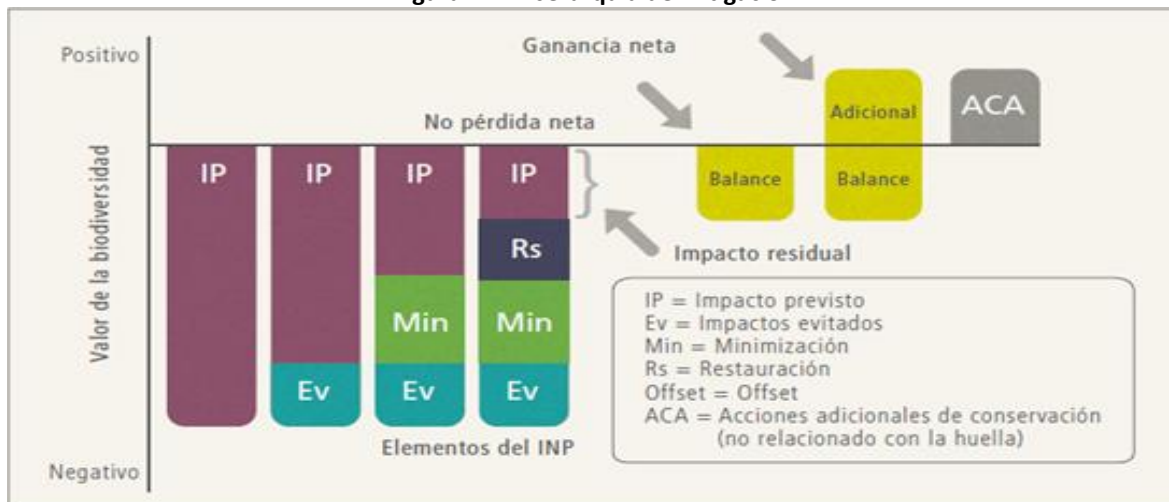 Positivo
Ganancia neta
Adicional
ACA
No pérdida neta
IP
IP
IP
IP
Balance
Balance
Valor de la biodiversidad
Rs
Impacto residual
Min
Min
Ev
Ev
Ev
Elementos del INP
Negativo
IP = Impacto previsto
Ev = Impactos evitados
Min = Minimización
Rs = Restauración
Offset = Offset
ACA = Acciones adicionales de conservación
(no relacionado con la huella)